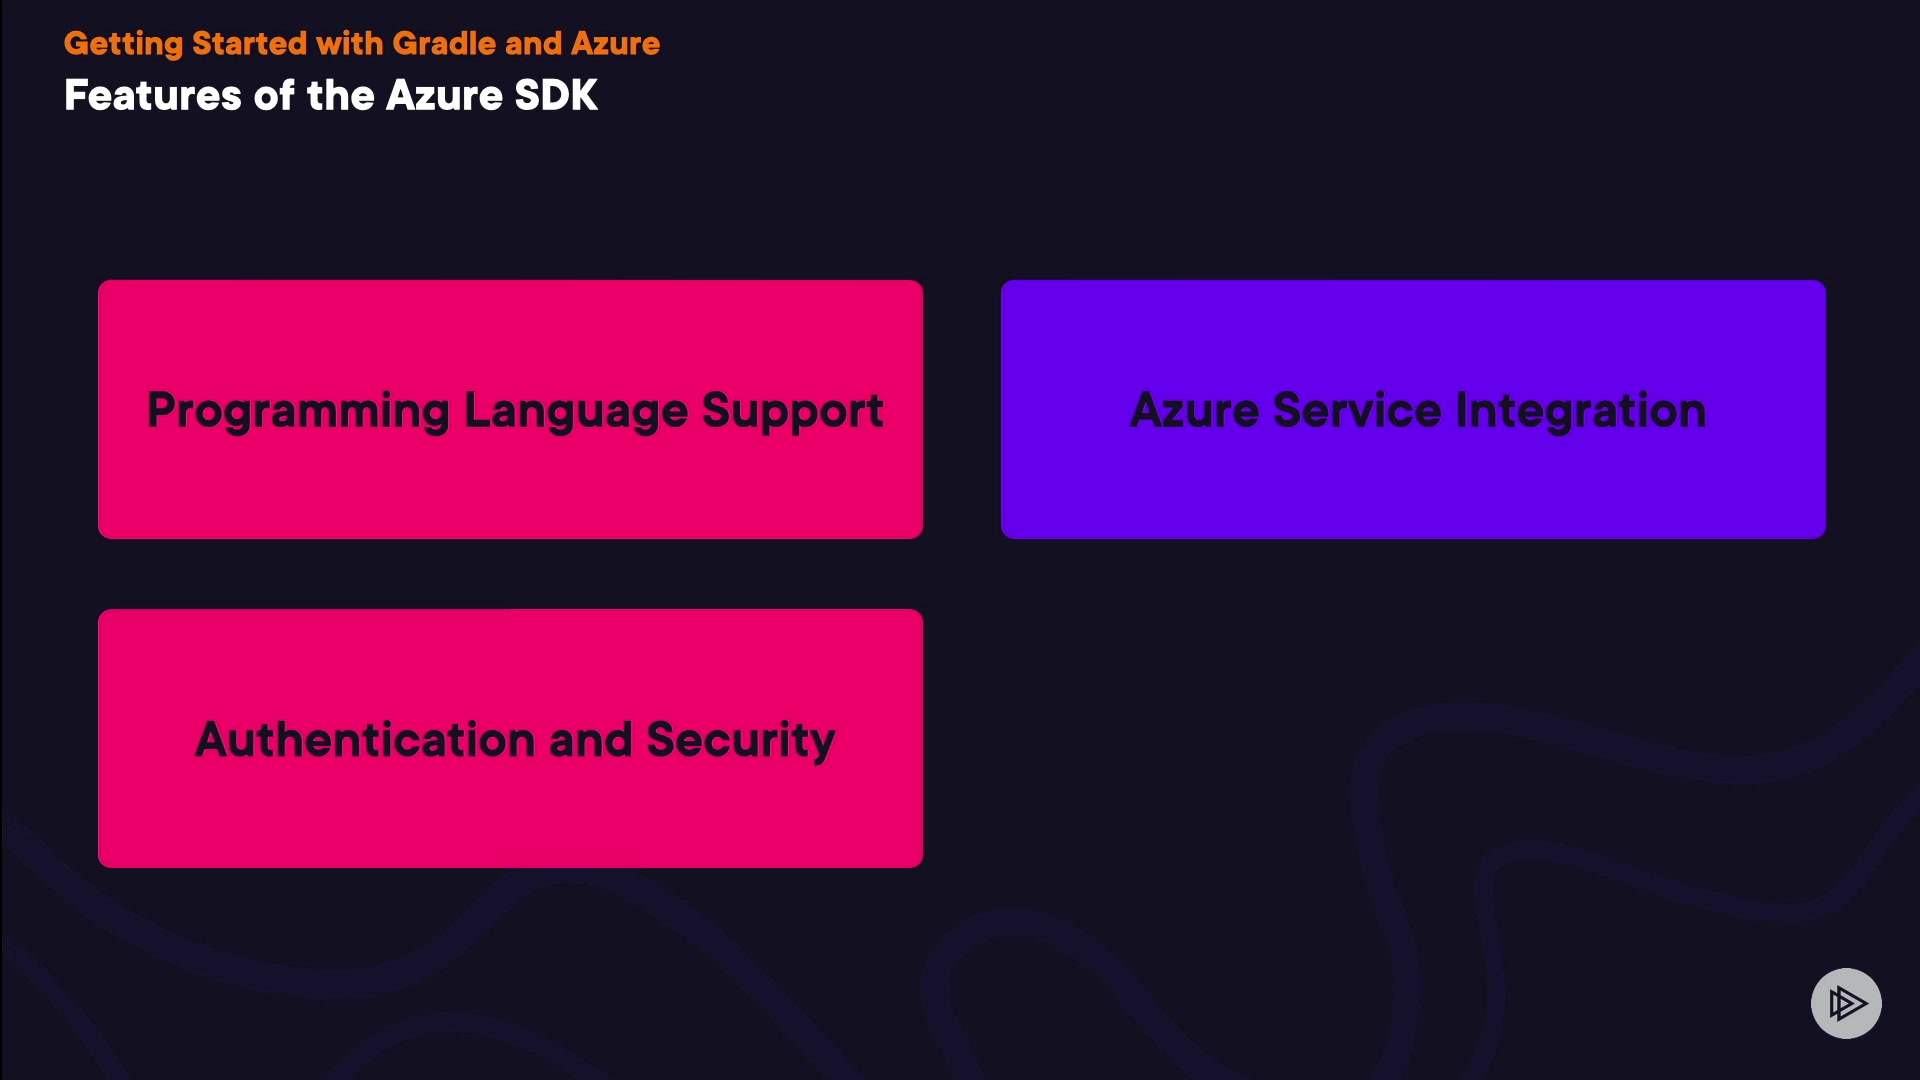 Getting Started with Gradle and Azure
Features of the Azure SDK
Programming Language Support
Azure Service Integration
Authentication and Security